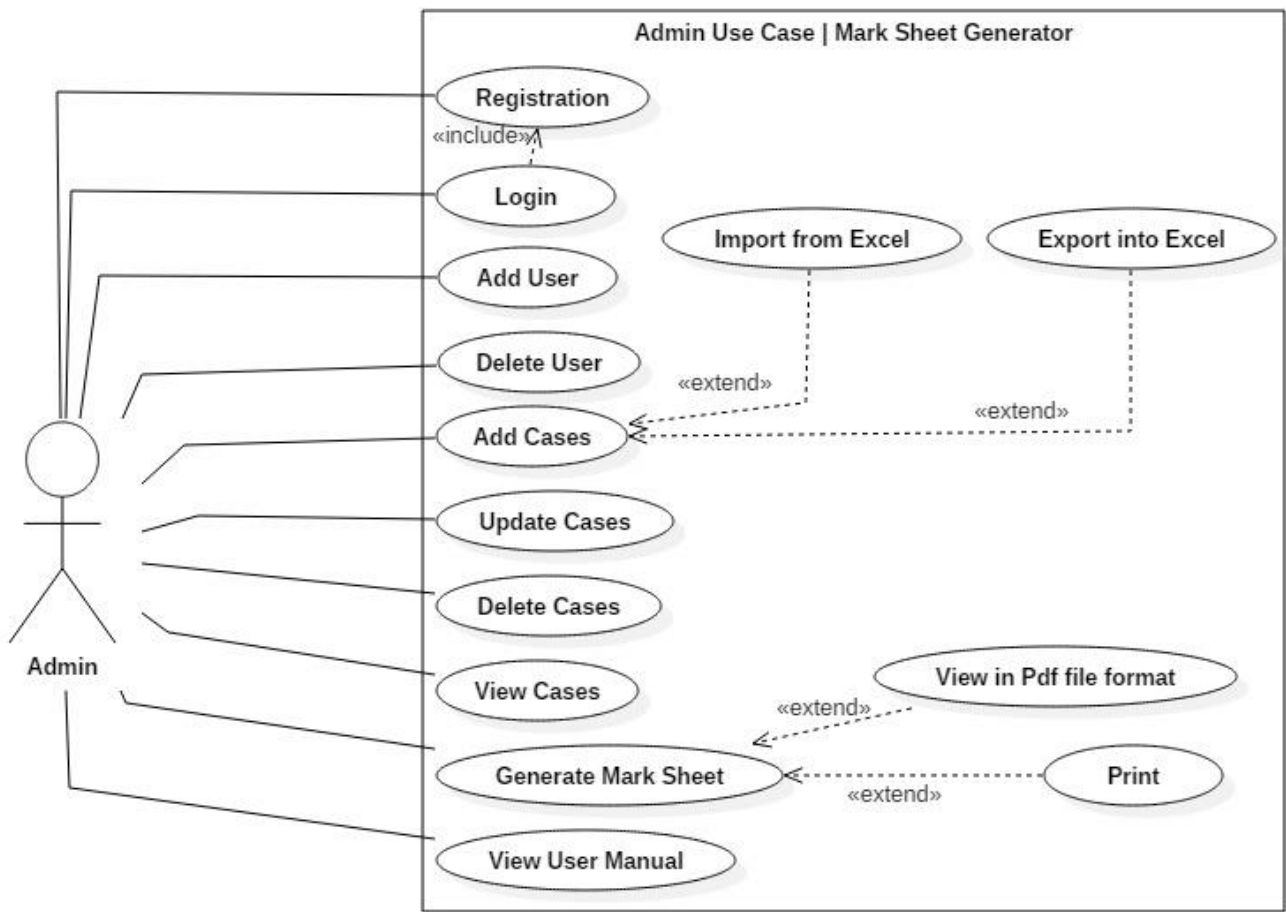 Admin Use Case | Mark Sheet Generator
Registration
«include»
Login
Import from Excel
Export into Excel
Add User
Delete User
«extend»
«extend»
Add Cases
Update Cases
Delete Cases
Admin
View Cases
View in Pdf file format
«extend»
Generate Mark Sheet
Print
«extend»
View User Manual